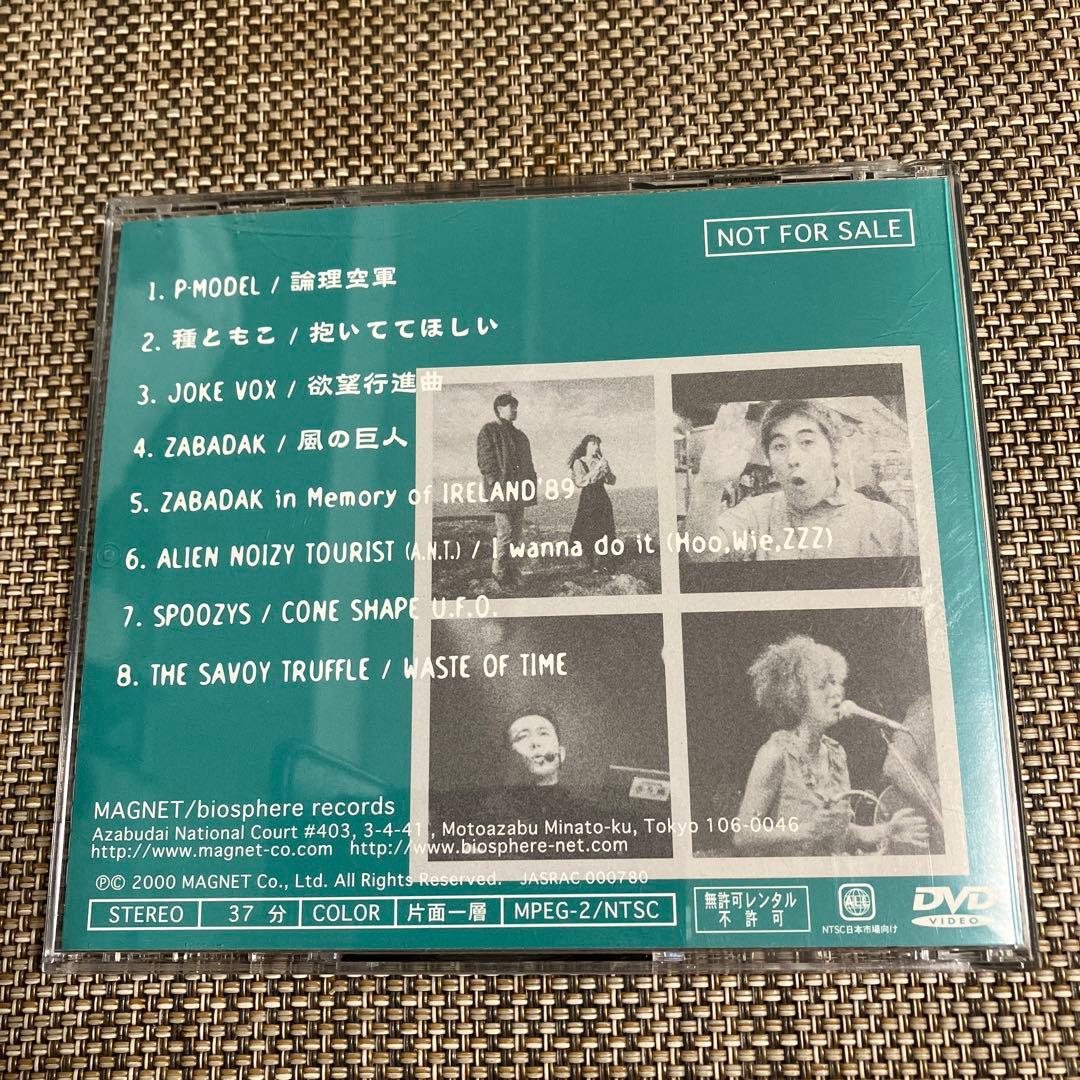 NOT FOR SALE
1. P-MODEL / 論理空軍
2. 種ともこ / 抱いててほしい
3. JOKE VOX / 欲望行進曲
4. ZABADAK / 風の巨人
5. ZABADAK in Memory of IRELAND'89
6. ALIEN NOIZY TOURIST (A.N.T.) / I wanna do it (Hoo,Wie,ZZZ)
7. SPOOZYS / CONE SHAPE U.F.O.
8. THE SAVOY TRUFFLE / WASTE OF TIME
MAGNET/biosphere records
Azabudai National Court #403, 3-4-41, Motoazabu Minato-ku, Tokyo 106-0046
http://www.magnet-co.com http://www.biosphere-net.com
℗© 2000 MAGNET Co., Ltd. All Rights Reserved. JASRAC 000780
STEREO 37分 COLOR 片面一層 MPEG-2/NTSC
無許可レンタル
不許可
ALL
NTSC日本市場向け
DVD
VIDEO